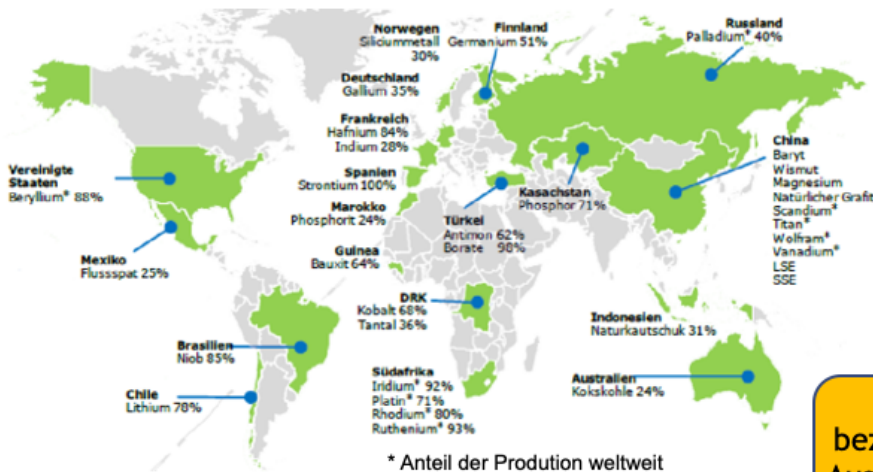 Norwegen
Siliciummetall
30%
Finnland
Germanium 51%
Russland
Palladium* 40%
Deutschland
Gallium 35%
Frankreich
Hafnium 84%
Indium 28%
Spanien
Strontium 100%
Marokko
Phosphort 24%
Guinea
Bauxit 64%
Vereinigte
Staaten
Beryllium* 88%
Mexiko
Flussspat 25%
Türkei
Antimon 62%
Borate 98%
Kasachstan
Phosphor 71%
China
Baryt
Wismut
Magnesium
Natürlicher Grafit
Scandium*
Titan*
Wolfram*
Vanadium*
LSE
SSE
DRK
Kobalt 68%
Tantal 36%
Indonesien
Naturkautschuk 31%
Brasilien
Niob 85%
Chile
Lithium 78%
Südafrika
Iridium* 92%
Platin* 71%
Rhodium* 80%
Ruthenium* 93%
Australien
Kokskohle 24%
* Anteil der Prodution weltweit
bez